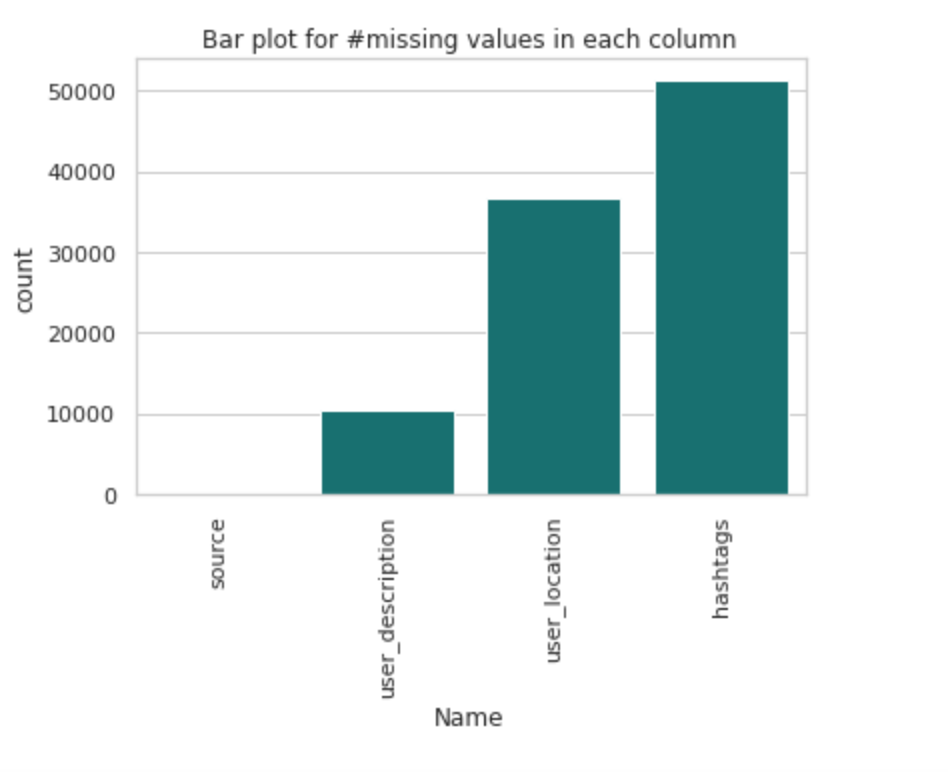 Bar plot for #missing values in each column
50000
40000
30000
20000
10000
0
count
source
user_description
user_location
hashtags
Name